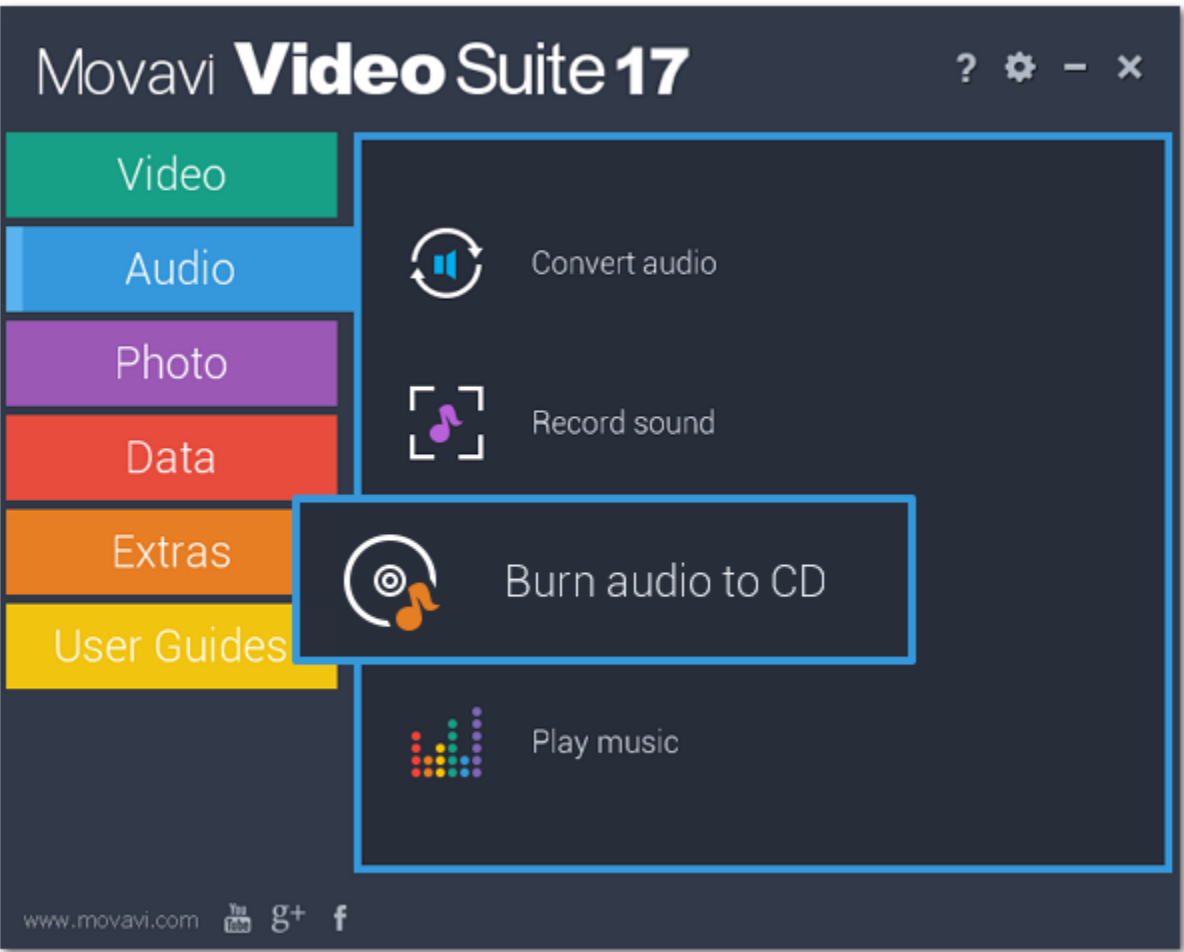 Movavi Video Suite 17
?
Video
Audio
Photo
Data
Extras
User Guides
Convert audio
Record sound
Burn audio to CD
Play music
www.movavi.com You Tube g+ f